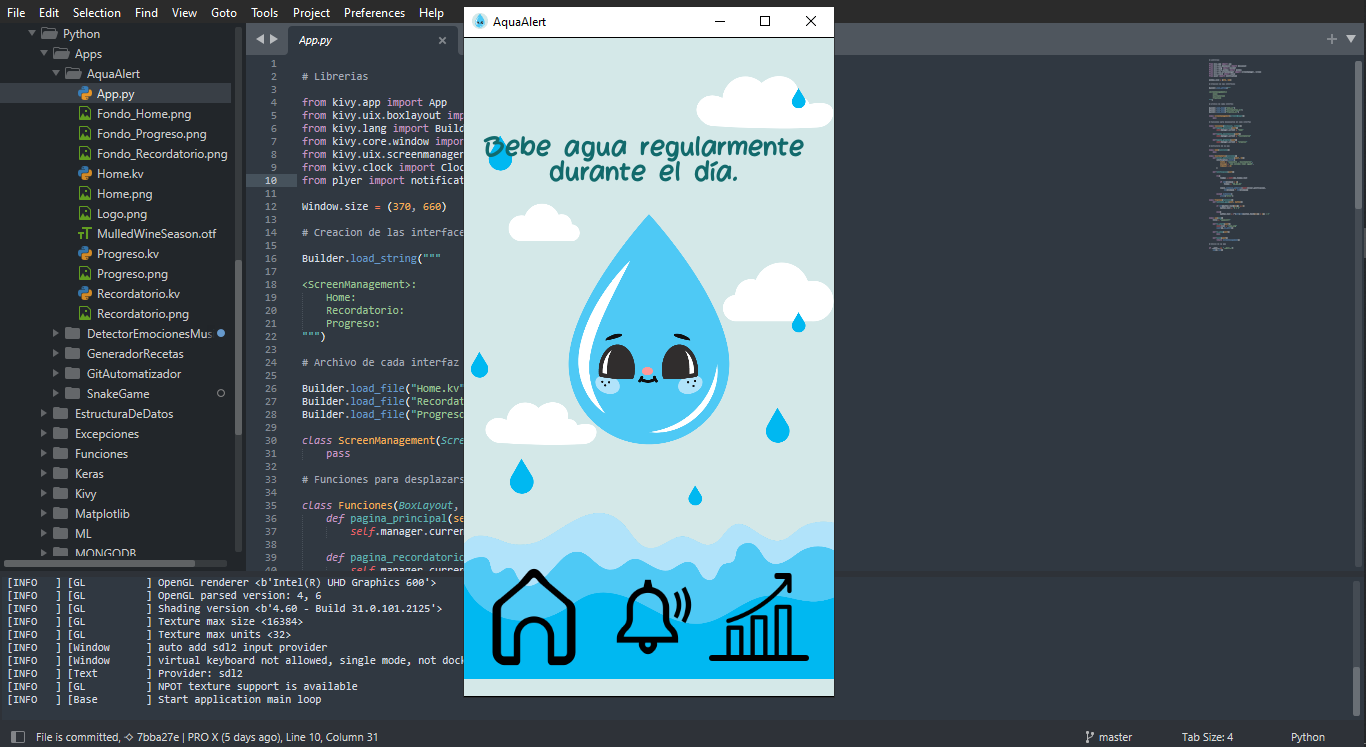 File Edit Selection Find View Goto Tools Project Preferences Help
AquaAlert
Python
Apps
AquaAlert
App.py
Fondo_Home.png
Fondo_Progreso.png
Fondo_Recordatorio.png
Home.kv
Home.png
Logo.png
MulledWineSeason.otf
Progreso.kv
Progreso.png
Recordatorio.kv
Recordatorio.png
DetectorEmocionesMus
GeneradorRecetas
GitAutomatizador
SnakeGame
EstructuraDeDatos
Excepciones
Funciones
Keras
Kivy
Matplotlib
ML
MONGODB
App.py
1
2 # Librerias
3
4 from kivy.app import App
5 from kivy.uix.boxlayout imp
6 from kivy.lang import Build
7 from kivy.core.window impor
8 from kivy.uix.screenmanager
9 from kivy.clock import Cloc
10 from plyer import notificat
11
12 Window.size = (370, 660)
13
14 # Creacion de las interface
15
16 Builder.load_string("""
17
18 <ScreenManagement>:
19 Home:
20 Recordatorio:
21 Progreso:
22 """)
23
24 # Archivo de cada interfaz
25
26 Builder.load_file("Home.kv"
27 Builder.load_file("Recordat
28 Builder.load_file("Progreso
29
30 class ScreenManagement(Scre
31 pass
32
33 # Funciones para desplazars
34
35 class Funciones(BoxLayout,
36 def pagina_principal(se
37 self.manager.curren
38
39 def pagina_recordatorio
40 self.manager.curren
Bebe agua regularmente
durante el día.
[INFO ] [GL ] OpenGL renderer <b'Intel(R) UHD Graphics 600'>
[INFO ] [GL ] OpenGL parsed version: 4, 6
[INFO ] [GL ] Shading version <b'4.60 - Build 31.0.101.2125'>
[INFO ] [GL ] Texture max size <16384>
[INFO ] [GL ] Texture max units <32>
[INFO ] [Window ] auto add sdl2 input provider
[INFO ] [Window ] virtual keyboard not allowed, single mode, not dock
[INFO ] [Text ] Provider: sdl2
[INFO ] [GL ] NPOT texture support is available
[INFO ] [Base ] Start application main loop
File is committed, 7bba27e | PRO X (5 days ago), Line 10, Column 31 master Tab Size: 4 Python